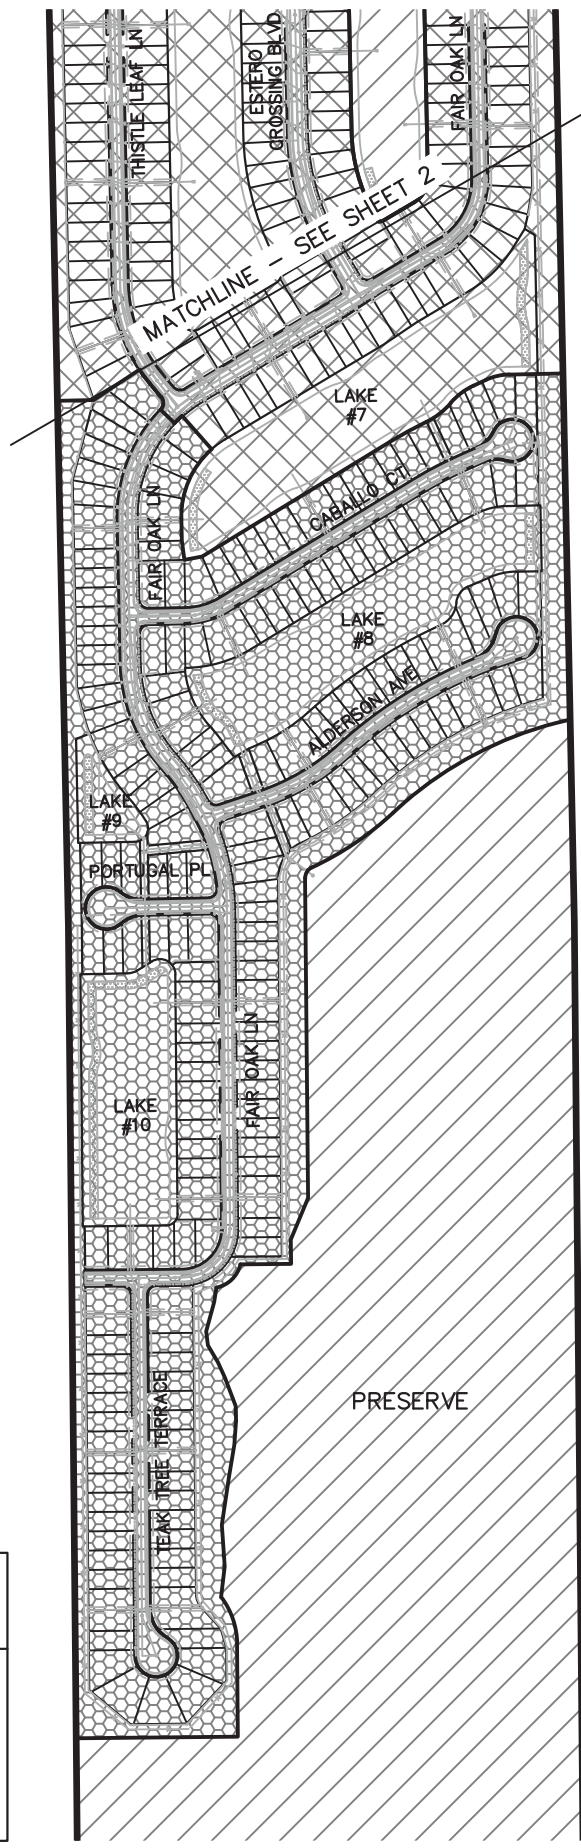 THISTLE LEAF LN
ESTERO
CROSSING BLVD
FAIR OAK LN
MATCHLINE - SEE SHEET 2
LAKE
#7
CABALLO CT
FAIR OAK LN
LAKE
#8
ALDERSON AVE
LAKE
#9
PORTUGAL PL
FAIR OAK LN
LAKE
#10
PRESERVE
TEAK TREE TERRACE